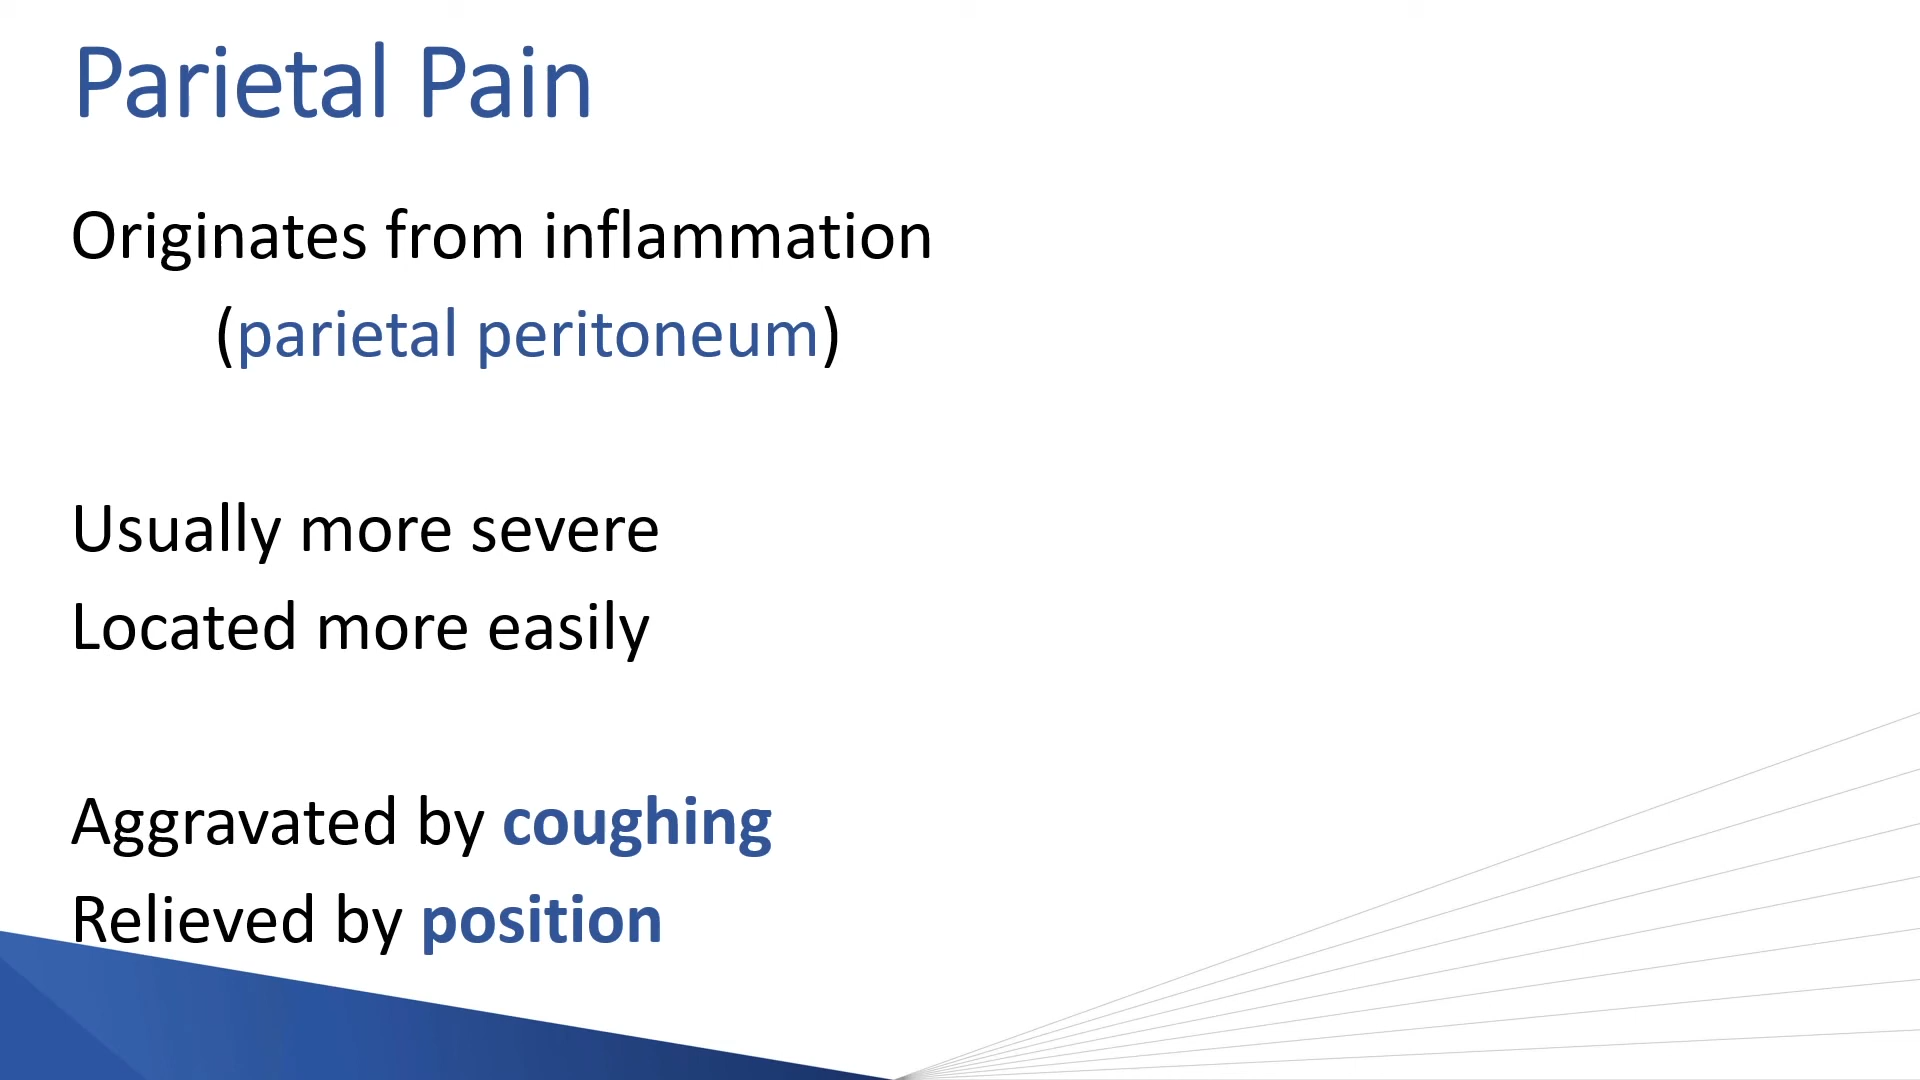 Parietal Pain
Originates from inflammation
(parietal peritoneum)
Usually more severe
Located more easily
Aggravated by coughing
Relieved by position